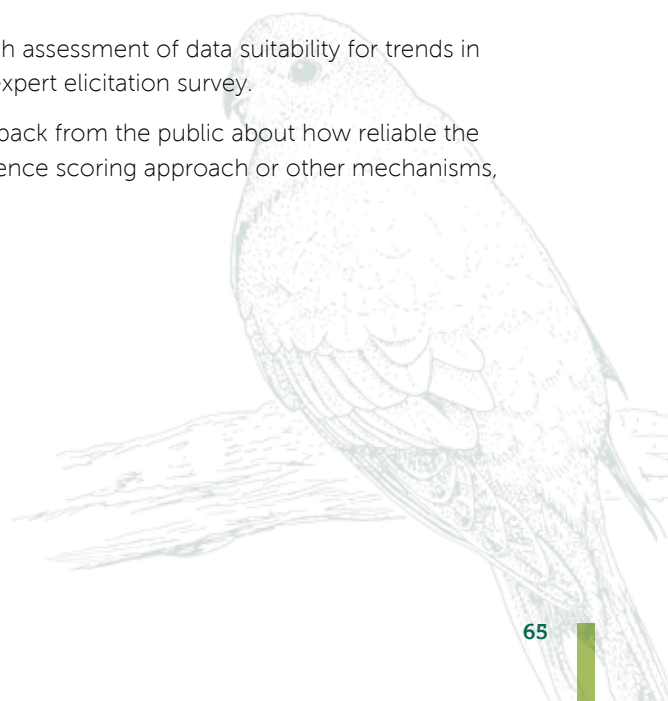 h assessment of data suitability for trends in
expert elicitation survey.
back from the public about how reliable the
ence scoring approach or other mechanisms,
65